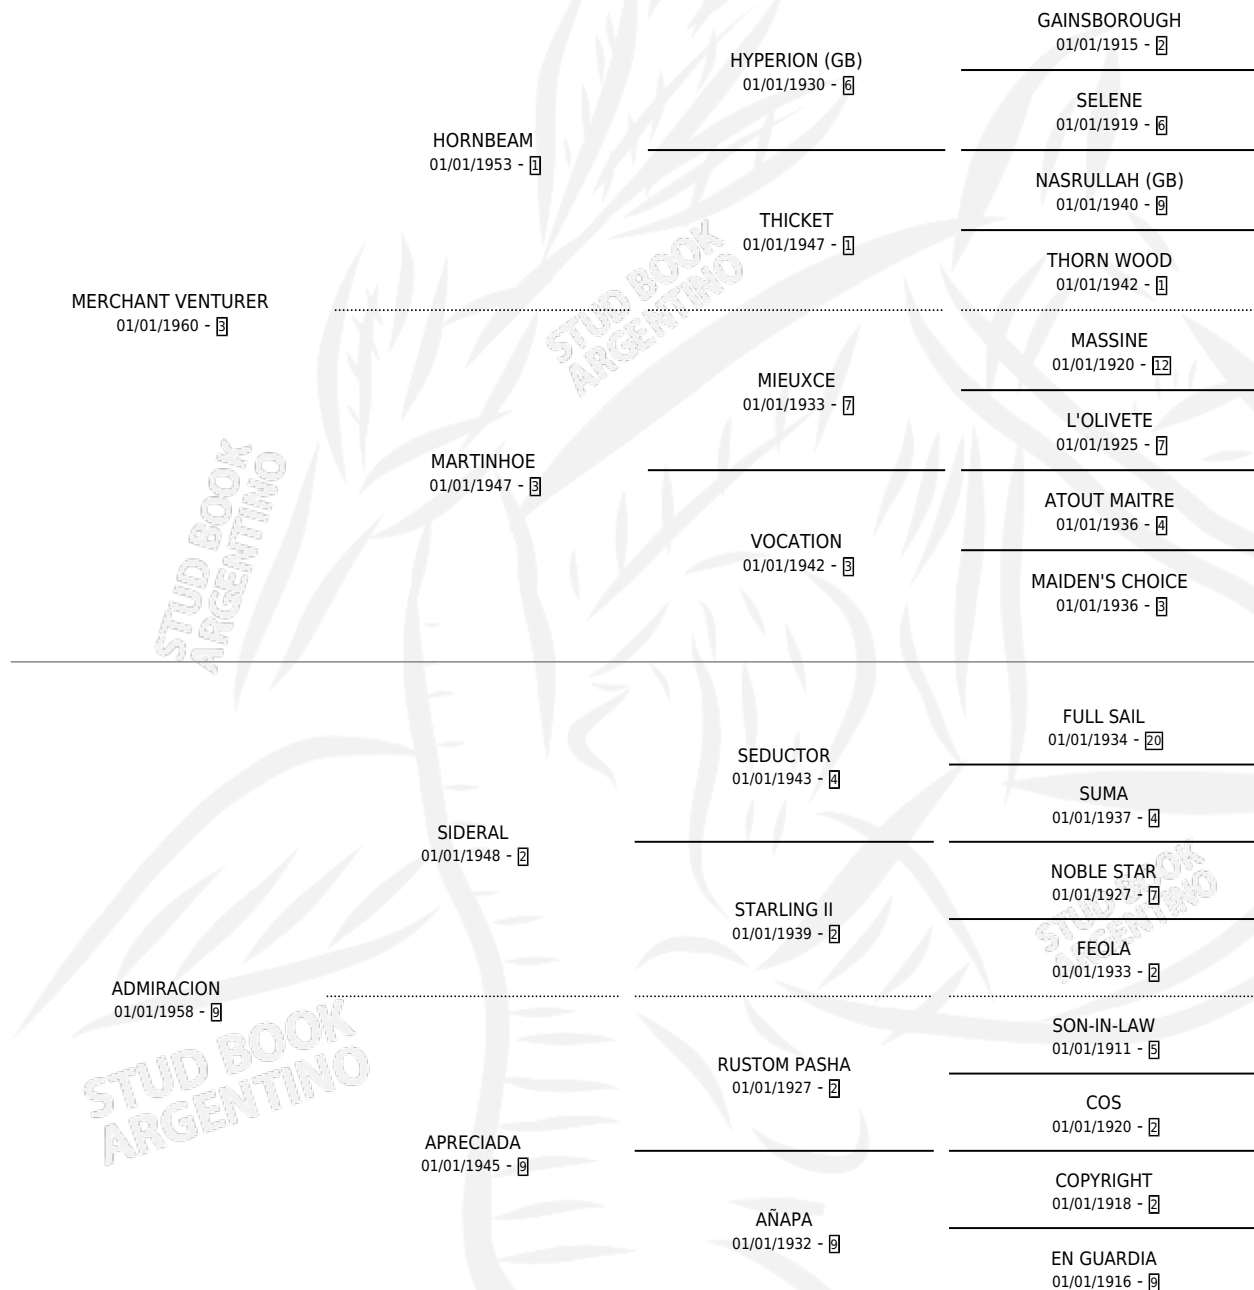 GAINSBOROUGH
01/01/1915 - 2
HYPERION (GB)
01/01/1930 - 6
SELENE
01/01/1919 - 6
HORNBEAM
01/01/1953 - 1
NASRULLAH (GB)
01/01/1940 - 9
THICKET
01/01/1947 - 1
THORN WOOD
01/01/1942 - 1
MERCHANT VENTURER
01/01/1960 - 3
MASSINE
01/01/1920 - 12
MIEUXCE
01/01/1933 - 7
L'OLIVETE
01/01/1925 - 7
MARTINHOE
01/01/1947 - 3
ATOUT MAITRE
01/01/1936 - 4
VOCATION
01/01/1942 - 3
MAIDEN'S CHOICE
01/01/1936 - 3
FULL SAIL
01/01/1934 - 20
SEDUCTOR
01/01/1943 - 4
SUMA
01/01/1937 - 4
SIDERAL
01/01/1948 - 2
NOBLE STAR
01/01/1927 - 7
STARLING II
01/01/1939 - 2
FEOLA
01/01/1933 - 2
ADMIRACION
01/01/1958 - 9
SON-IN-LAW
01/01/1911 - 5
RUSTOM PASHA
01/01/1927 - 2
COS
01/01/1920 - 2
APRECIADA
01/01/1945 - 9
COPYRIGHT
01/01/1918 - 2
AÑAPA
01/01/1932 - 9
EN GUARDIA
01/01/1916 - 9
STUD BOOK
ARGENTINO
STUD BOOK
ARGENTINO
STUD BOOK
ARGENTINO
STUD BOOK
ARGENTINO